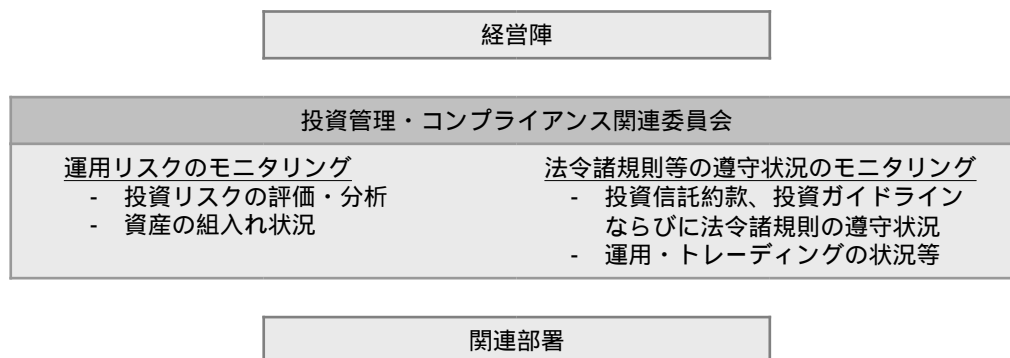 経営陣
投資管理・コンプライアンス関連委員会
運用リスクのモニタリング
- 投資リスクの評価・分析
- 資産の組入れ状況
法令諸規則等の遵守状況のモニタリング
- 投資信託約款、投資ガイドライン
ならびに法令諸規則の遵守状況
- 運用・トレーディングの状況等
関連部署